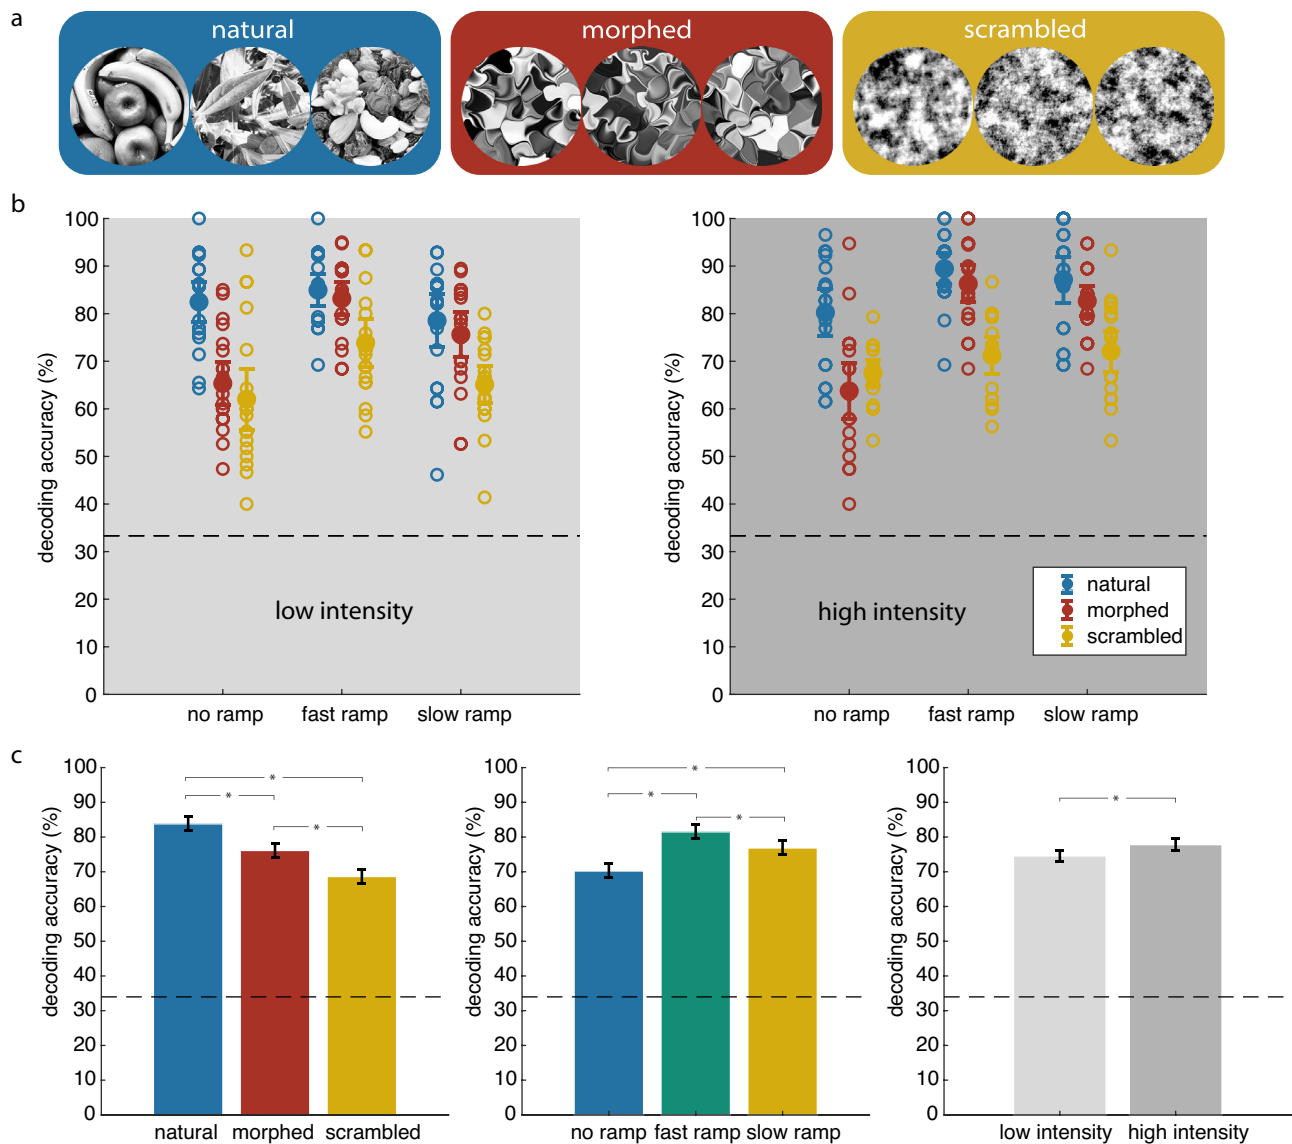 a
natural
morphed
scrambled
b
decoding accuracy (%)
100
90
80
70
60
50
40
30
20
10
0
low intensity
no ramp fast ramp slow ramp
decoding accuracy (%)
100
90
80
70
60
50
40
30
20
10
0
high intensity
natural
morphed
scrambled
no ramp fast ramp slow ramp
c
decoding accuracy (%)
100
90
80
70
60
50
40
30
20
10
0
*
*
*
natural morphed scrambled
decoding accuracy (%)
100
90
80
70
60
50
40
30
20
10
0
*
*
*
no ramp fast ramp slow ramp
decoding accuracy (%)
100
90
80
70
60
50
40
30
20
10
0
*
low intensity high intensity